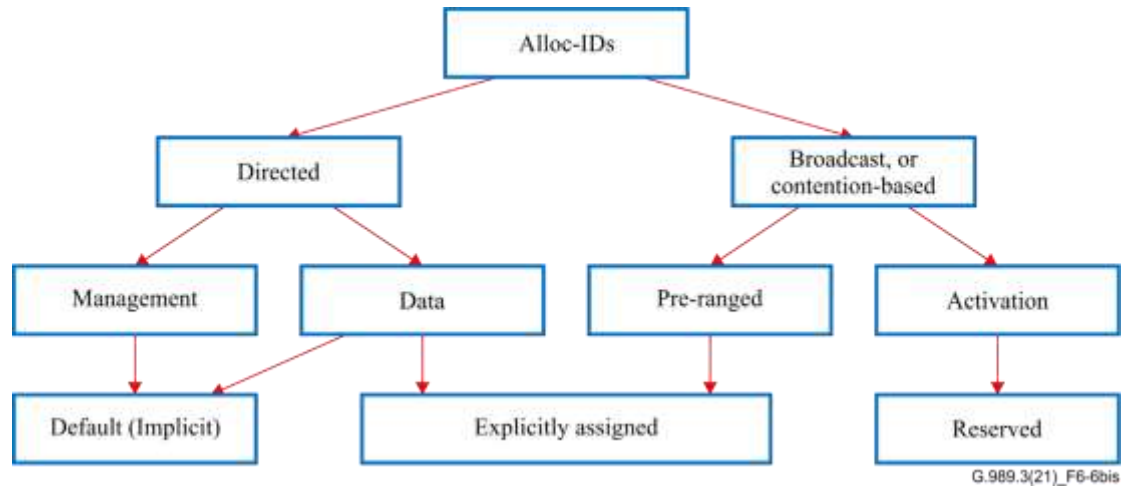 Alloc-IDs
Directed
Broadcast, or
contention-based
Management
Data
Pre-ranged
Activation
Default (Implicit)
Explicitly assigned
Reserved
G.989.3(21)_F6-6bis